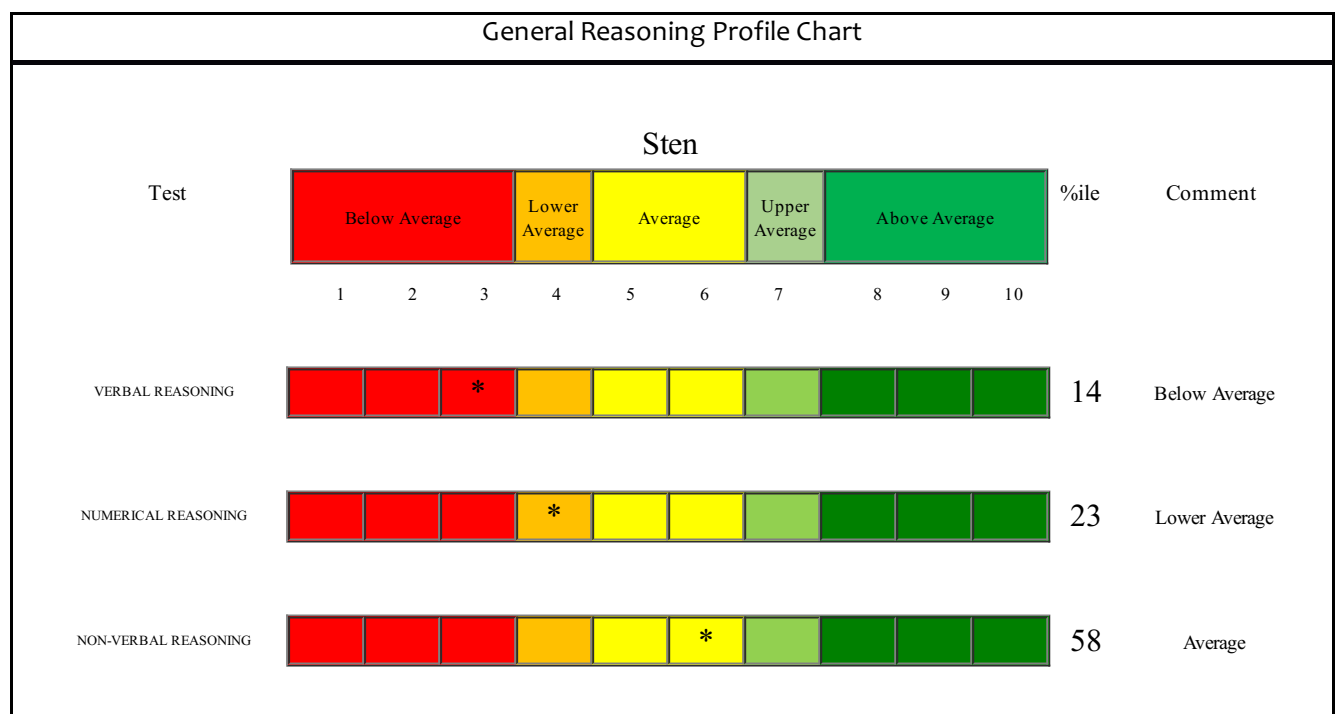 General Reasoning Profile Chart
Sten
Test
Below Average
Lower
Average
Average
Upper
Average
Above Average
%ile
Comment
1 2 3 4 5 6 7 8 9 10
VERBAL REASONING * 14 Below Average
NUMERICAL REASONING * 23 Lower Average
NON-VERBAL REASONING * 58 Average